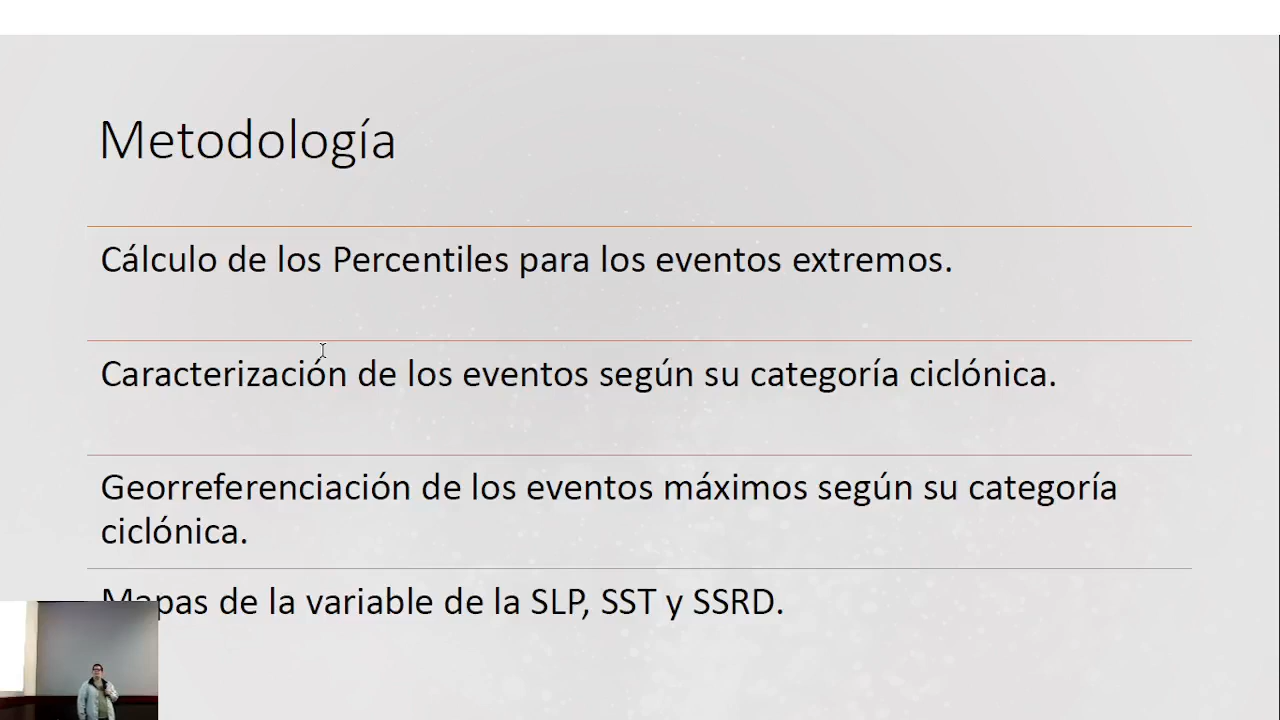 Metodología
Cálculo de los Percentiles para los eventos extremos.
Caracterización de los eventos según su categoría ciclónica.
Georreferenciación de los eventos máximos según su categoría
ciclónica.
Mapas de la variable de la SLP, SST y SSRD.